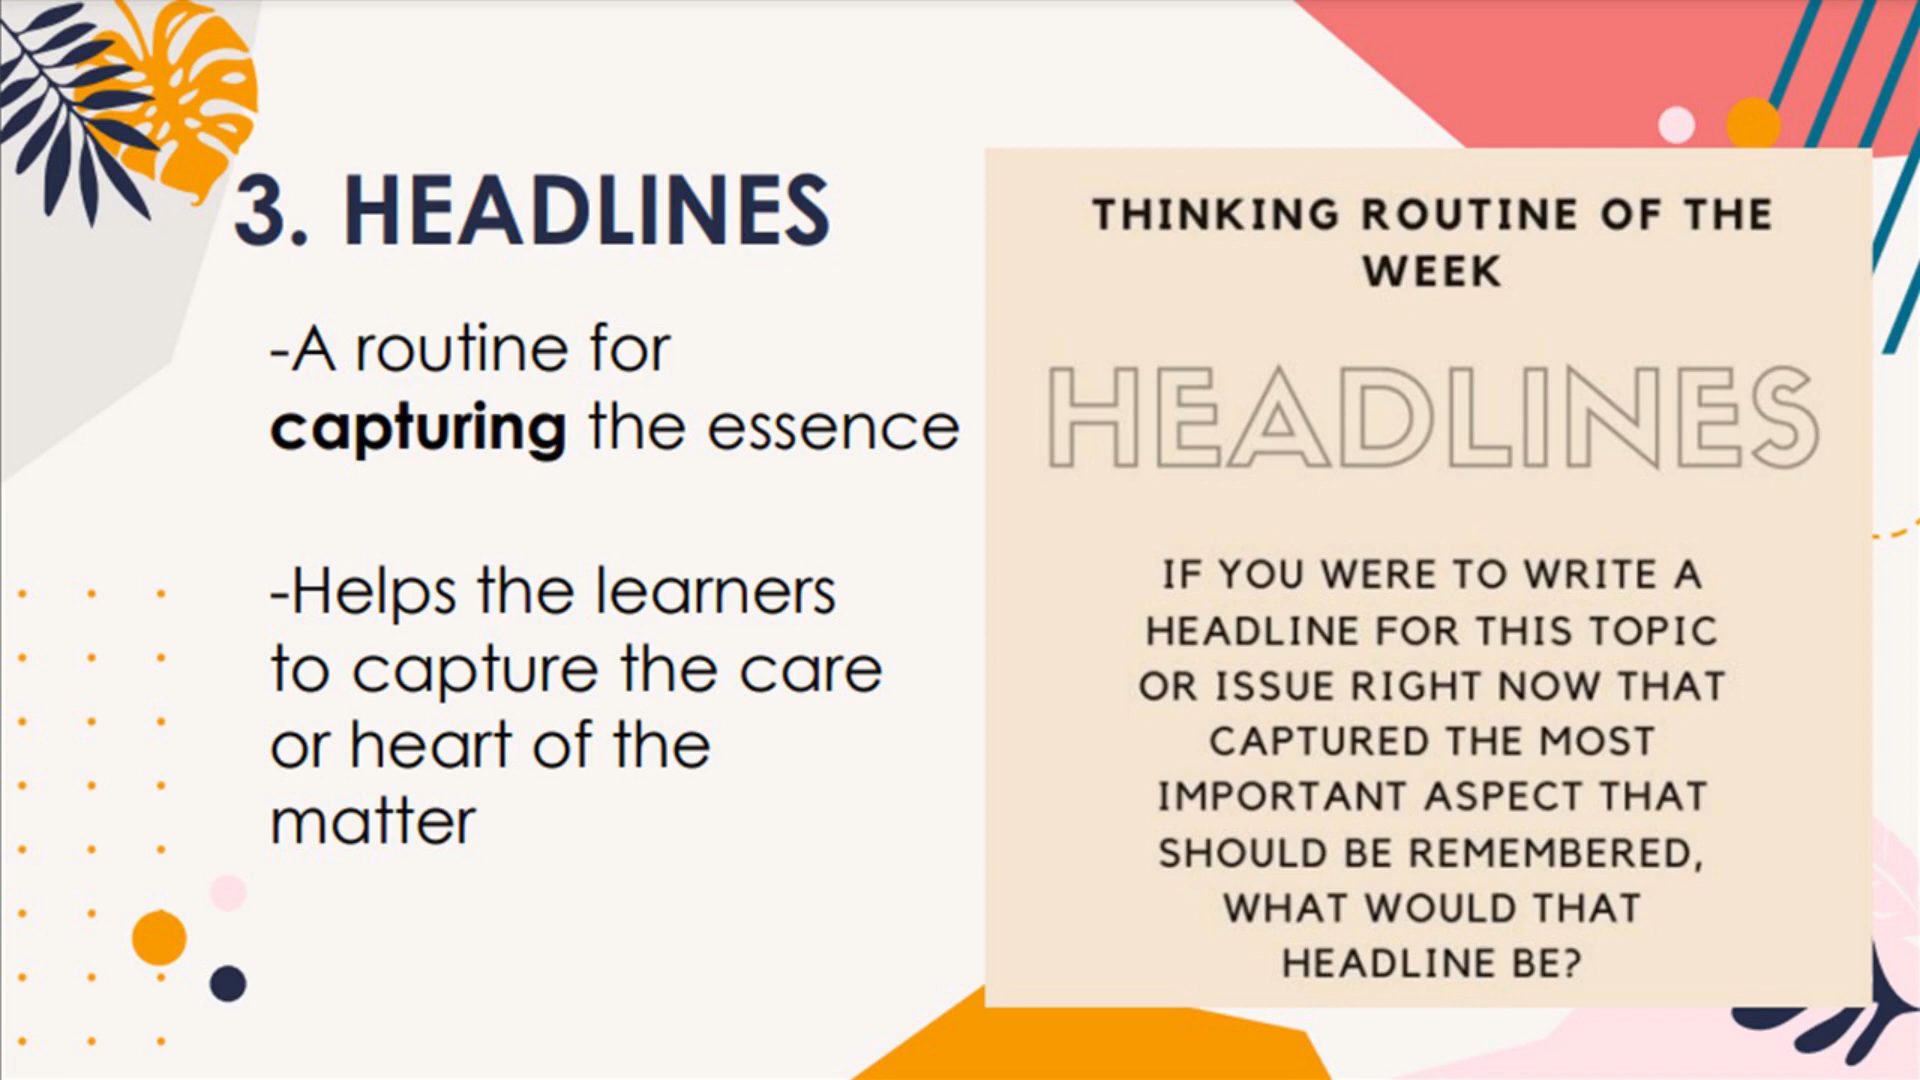 3. HEADLINES
-A routine for
capturing the essence
-Helps the learners
to capture the care
or heart of the
matter
THINKING ROUTINE OF THE
WEEK
HEADLINES
IF YOU WERE TO WRITE A
HEADLINE FOR THIS TOPIC
OR ISSUE RIGHT NOW THAT
CAPTURED THE MOST
IMPORTANT ASPECT THAT
SHOULD BE REMEMBERED,
WHAT WOULD THAT
HEADLINE BE?